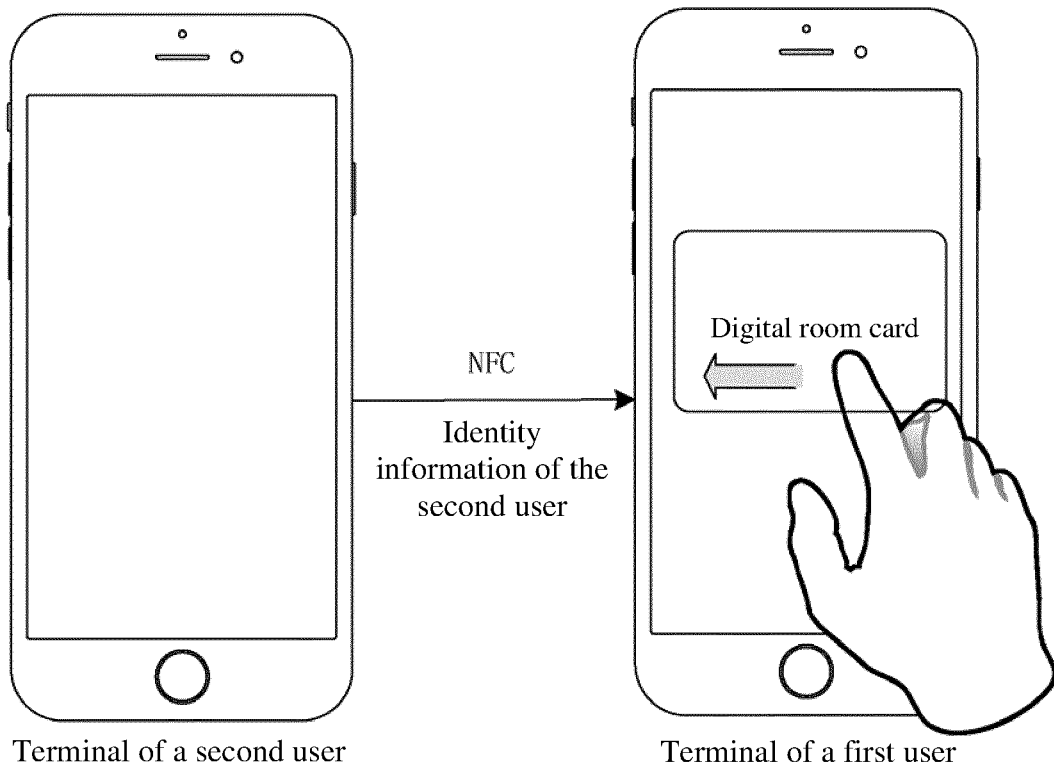 Digital room card
NFC
Identity
information of the
second user
Terminal of a second user
Terminal of a first user